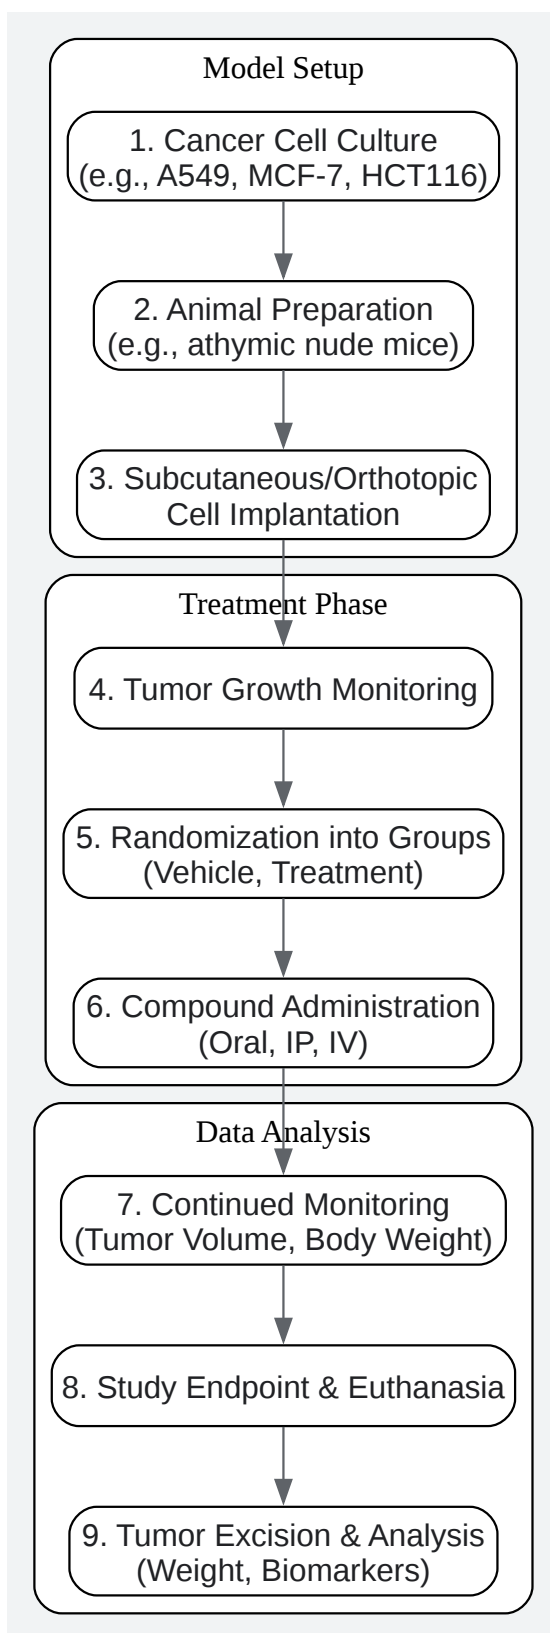 Model Setup
1. Cancer Cell Culture
(e.g., A549, MCF-7, HCT116)
2. Animal Preparation
(e.g., athymic nude mice)
3. Subcutaneous/Orthotopic
Cell Implantation
Treatment Phase
4. Tumor Growth Monitoring
5. Randomization into Groups
(Vehicle, Treatment)
6. Compound Administration
(Oral, IP, IV)
Data Analysis
7. Continued Monitoring
(Tumor Volume, Body Weight)
8. Study Endpoint & Euthanasia
9. Tumor Excision & Analysis
(Weight, Biomarkers)